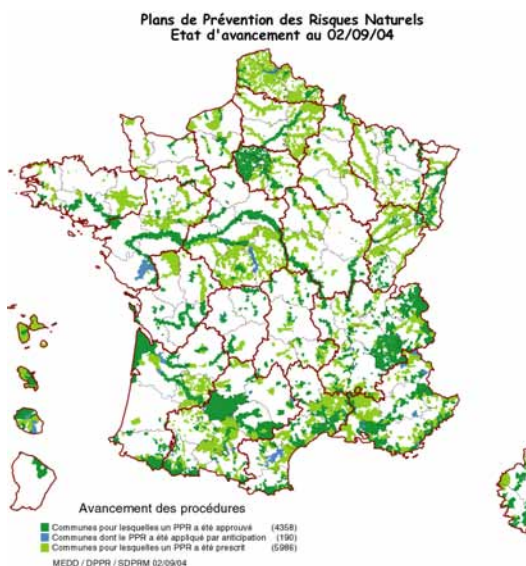 Plans de Prévention des Risques Naturels
Etat d'avancement au 02/09/04
Avancement des procédures
Communes pour lesquelles un PPR a été approuvé (4358)
Communes dont le PPR a été appliqué par anticipation (190)
Communes pour lesquelles un PPR a été prescrit (5986)
MEDD / DPPR / SDPRM 02/09/04